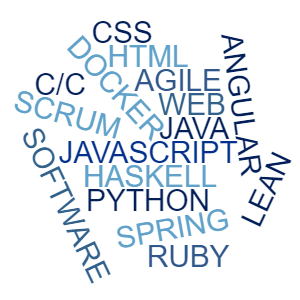 CSS
HTML
DOCKER
ANGULAR
AGILE
C/C
WEB
SCRUM
JAVA
JAVASCRIPT
HASKELL
LEAN
SOFTWARE
PYTHON
SPRING
RUBY